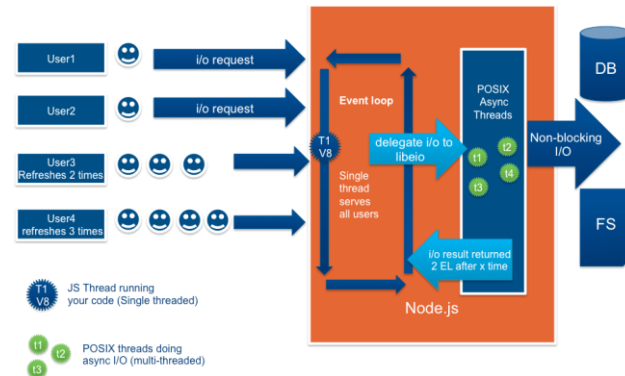 User1
i/o request
User2
i/o request
User3
Refreshes 2 times
User4
refreshes 3 times
T1
V8
JS Thread running
your code (Single threaded)
t1
t2
t3
POSIX threads doing
async I/O (multi-threaded)
Event loop
T1
V8
Single
thread
serves
all users
delegate i/o to
libeio
i/o result returned
2 EL after x time
Node.js
POSIX
Async
Threads
t1
t2
t3
t4
Non-blocking
I/O
DB
FS